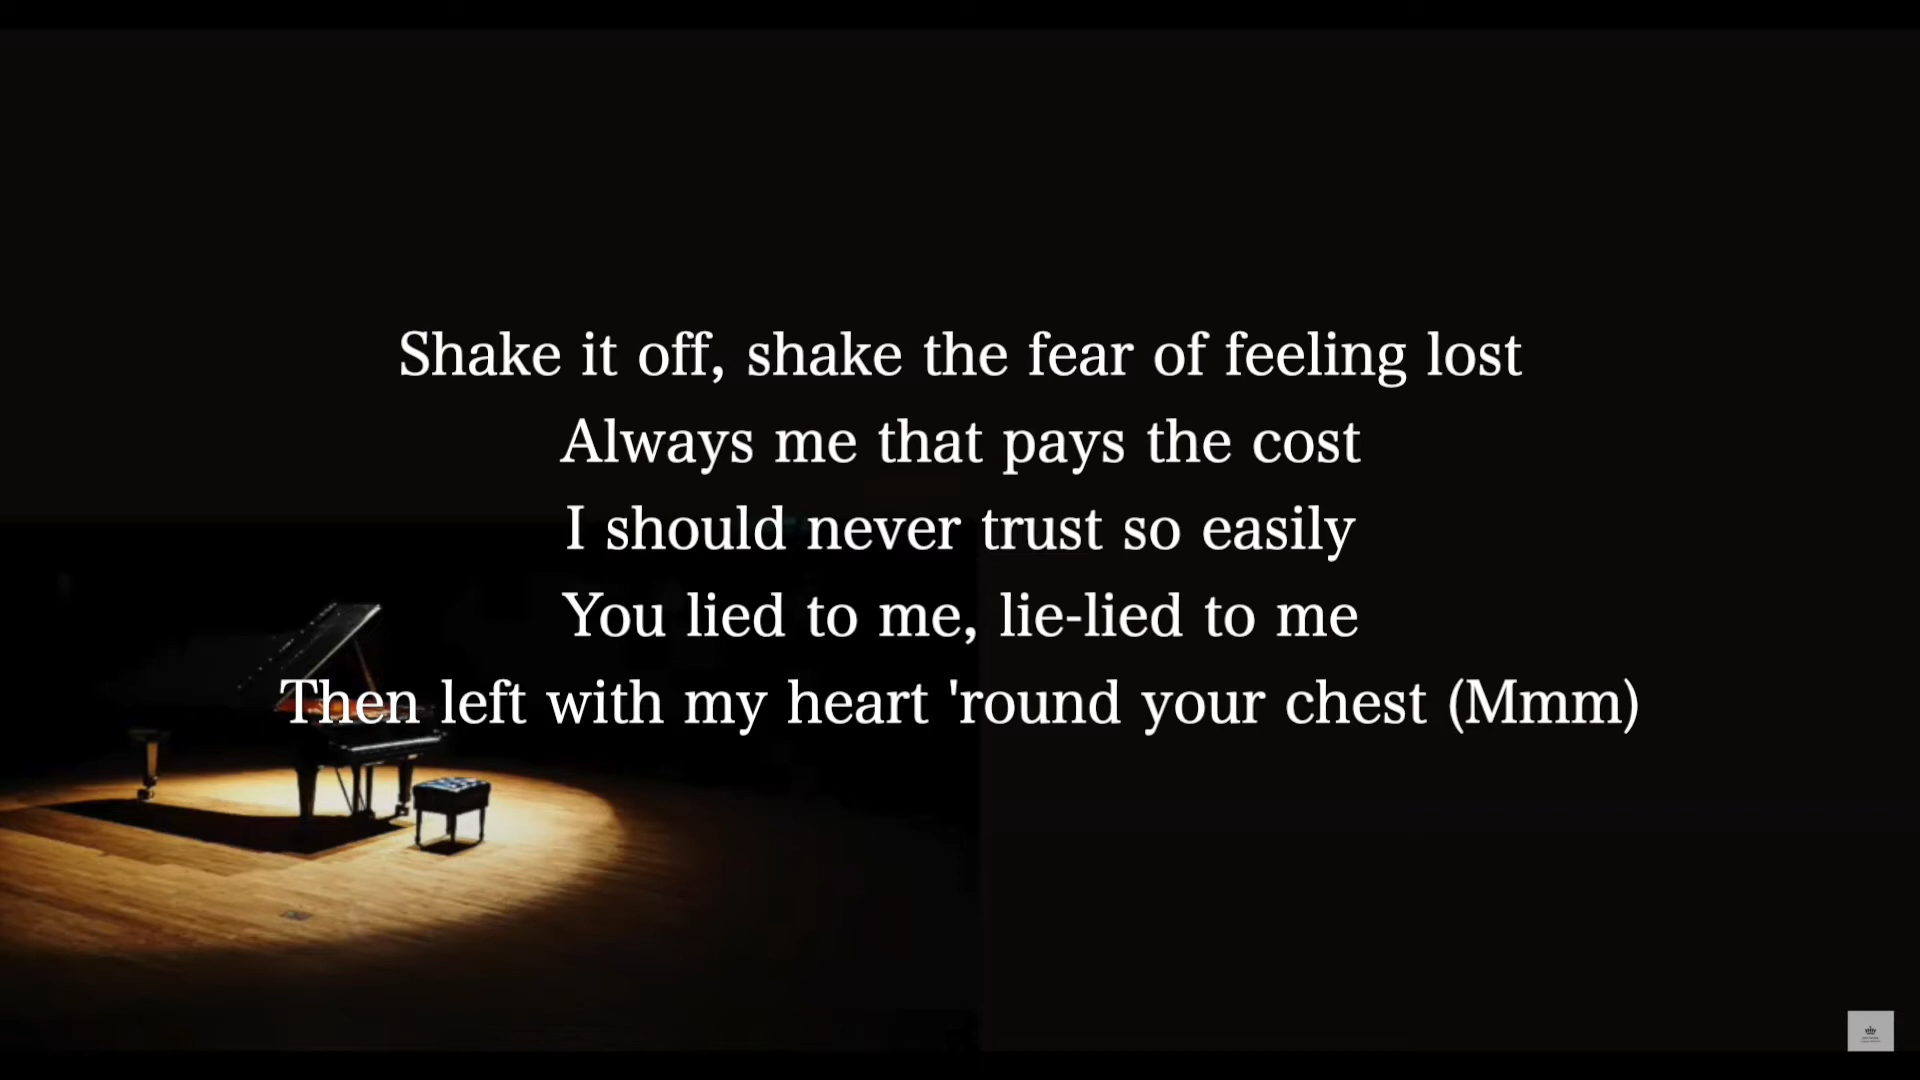 Shake it off, shake the fear of feeling lost
Always me that pays the cost
I should never trust so easily
You lied to me, lie-lied to me
Then left with my heart 'round your chest (Mmm)